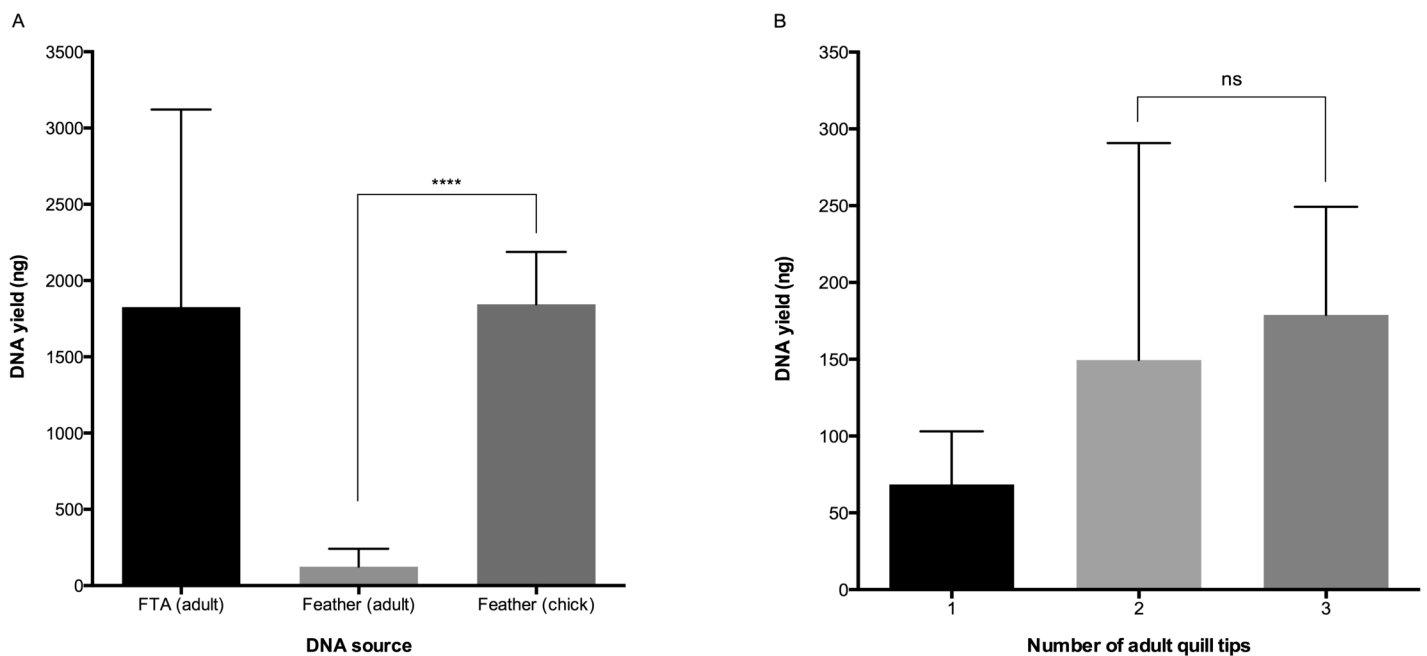 A
3500
3000
2500
2000
1500
1000
500
0
DNA yield (ng)
****
FTA (adult) Feather (adult) Feather (chick)
DNA source
B
350
300
250
200
150
100
50
0
DNA yield (ng)
ns
1 2 3
Number of adult quill tips